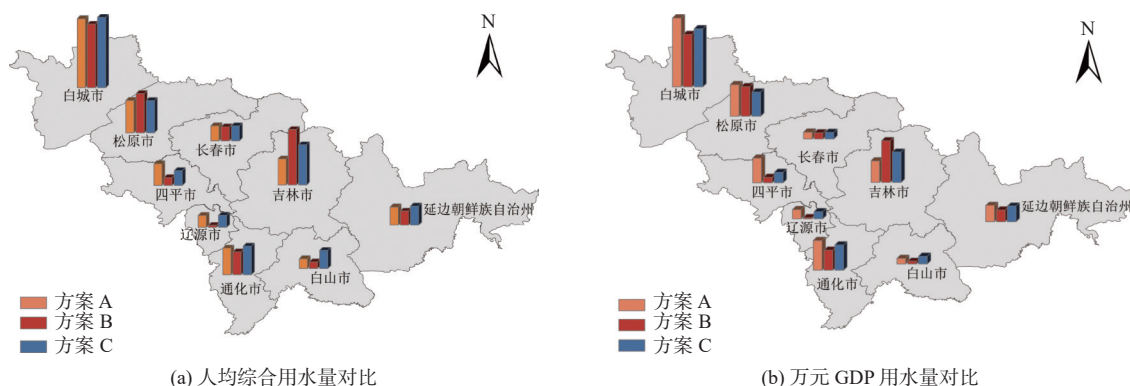 N
白城市
松原市
长春市
四平市
吉林市
延边朝鲜族自治州
辽源市
通化市
白山市
方案 A
方案 B
方案 C
(a) 人均综合用水量对比
N
白城市
松原市
长春市
四平市
吉林市
延边朝鲜族自治州
辽源市
通化市
白山市
方案 A
方案 B
方案 C
(b) 万元 GDP 用水量对比